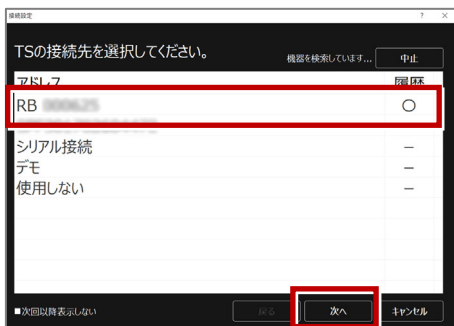 接続設定 ? ×
TSの接続先を選択してください。 機器を検索しています... 中止
アドレス 履歴
RB ○
シリアル接続 －
デモ －
使用しない －
■次回以降表示しない 戻る 次へ キャンセル